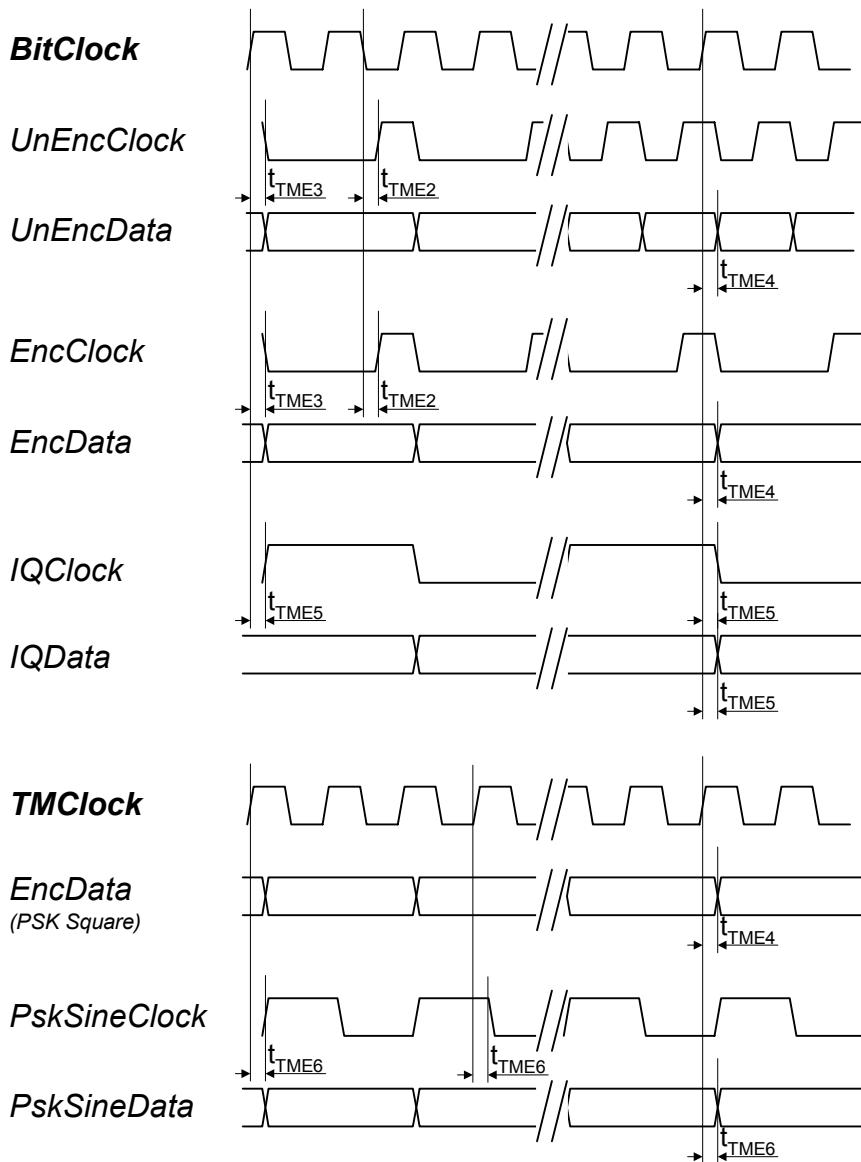 BitClock
UnEncClock
tTME3 tTME2
UnEncData
tTME4
EncClock
tTME3 tTME2
EncData
tTME4
IQClock
tTME5 tTME5
IQData
tTME5
TMClock
EncData
(PSK Square)
tTME4
PskSineClock
tTME6 tTME6
PskSineData
tTME6